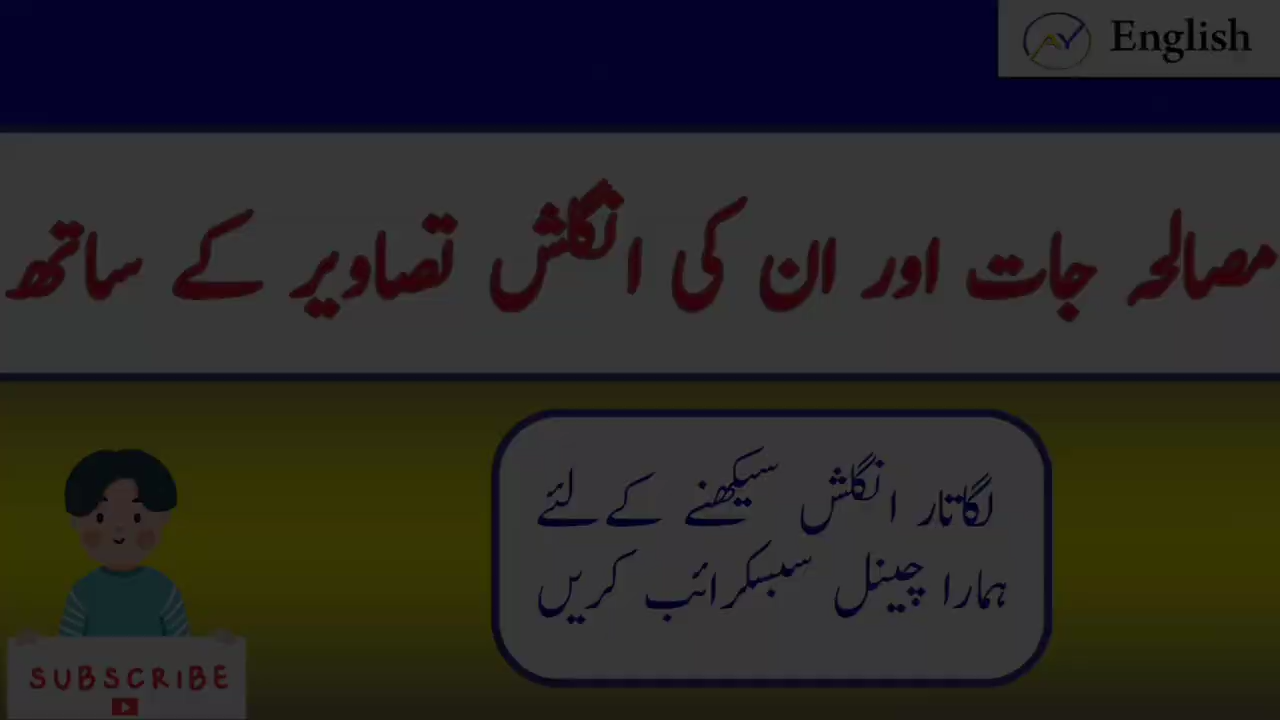 English
مصالحہ جات اور ان کی انگلش تصاویر کے ساتھ
لگاتار انگلش سیکھنے کے لئے
ہمارا چینل سبسکرائب کریں
SUBSCRIBE